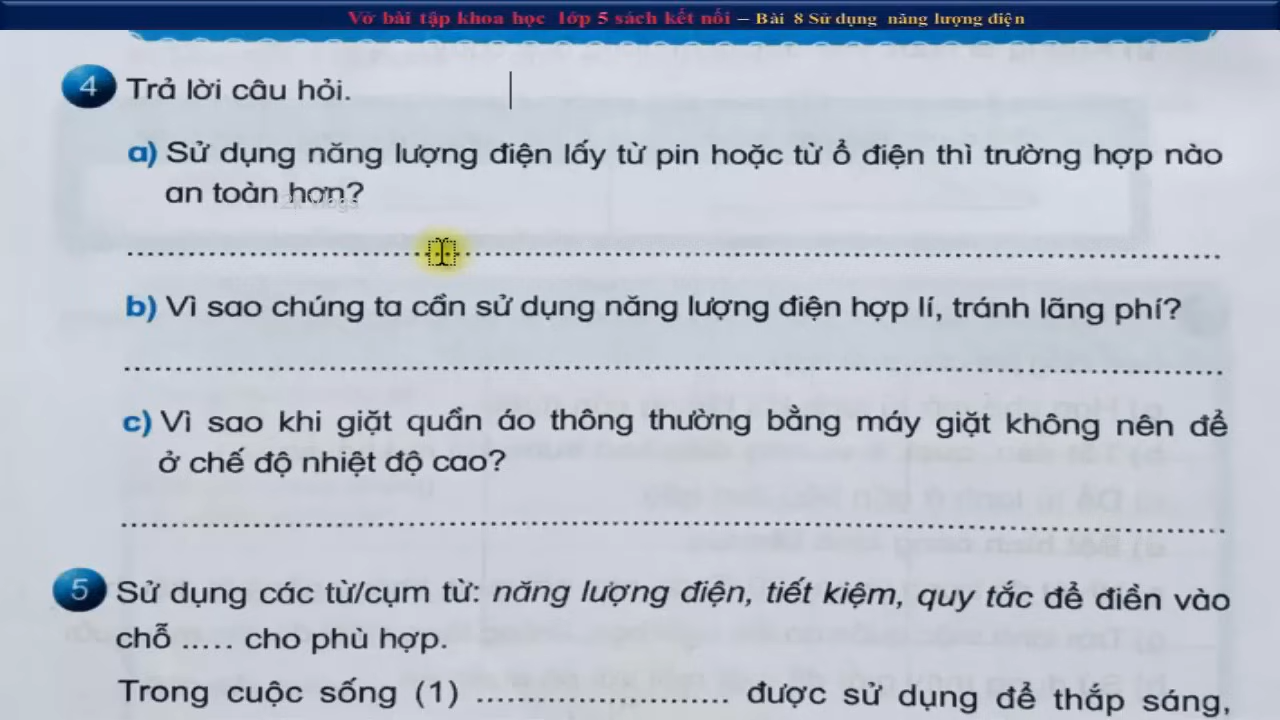 Vở bài tập khoa học lớp 5 sách kết nối – Bài 8 Sử dụng năng lượng điện
4 Trả lời câu hỏi.
a) Sử dụng năng lượng điện lấy từ pin hoặc từ ổ điện thì trường hợp nào
an toàn hơn?
b) Vì sao chúng ta cần sử dụng năng lượng điện hợp lí, tránh lãng phí?
c) Vì sao khi giặt quần áo thông thường bằng máy giặt không nên để
ở chế độ nhiệt độ cao?
5 Sử dụng các từ/cụm từ: năng lượng điện, tiết kiệm, quy tắc để điền vào
chỗ ..... cho phù hợp.
Trong cuộc sống (1) ........................ được sử dụng để thắp sáng,